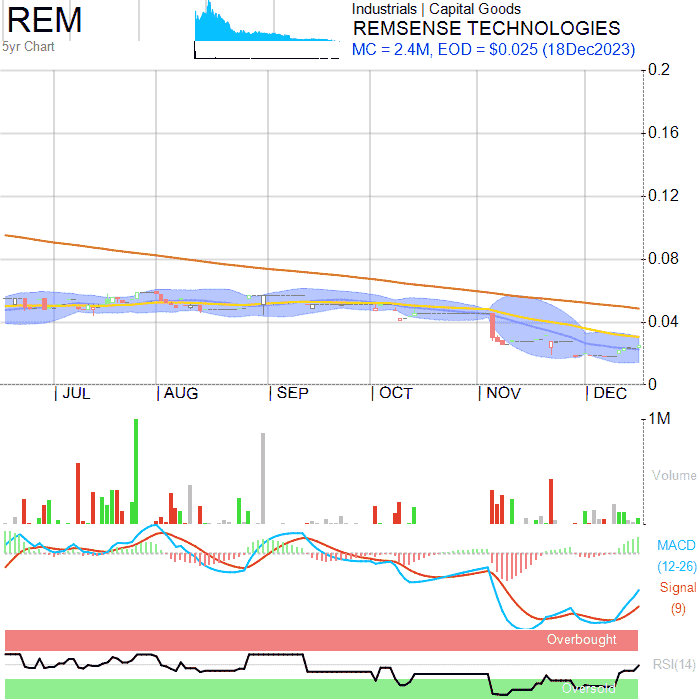 REM
5yr Chart
Industrials | Capital Goods
REMSENSE TECHNOLOGIES
MC = 2.4M, EOD = $0.025 (18Dec2023)
0.2
0.16
0.12
0.08
0.04
0
JUL AUG SEP OCT NOV DEC
1M
Volume
MACD
(12-26)
Signal
(9)
Overbought
RSI(14)
Oversold